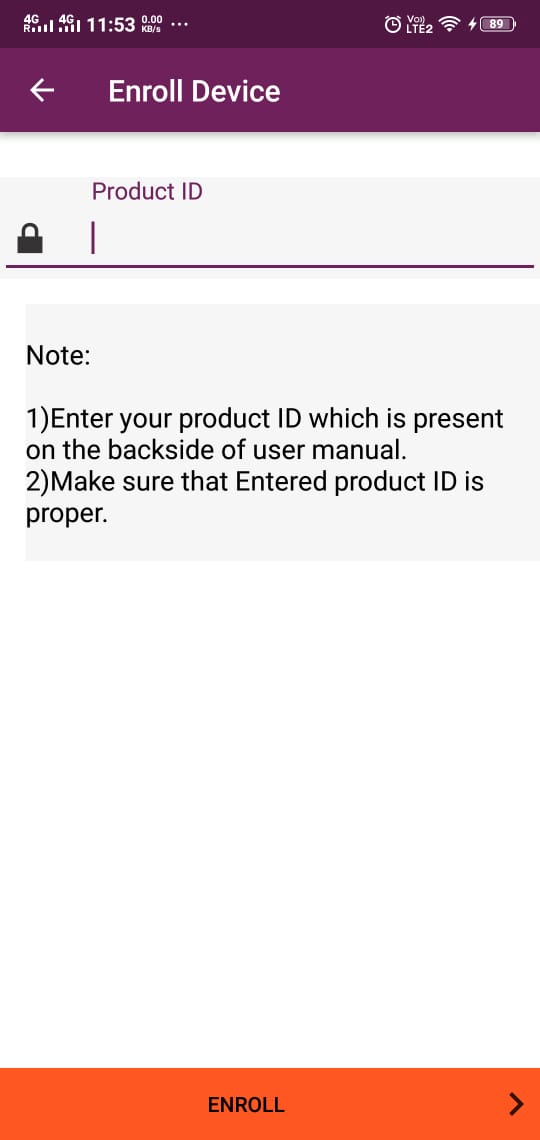 4G R 4G 11:53 0.00 KB/s ... Vo)) LTE2 89
Enroll Device
Product ID
Note:
1)Enter your product ID which is present
on the backside of user manual.
2)Make sure that Entered product ID is
proper.
ENROLL